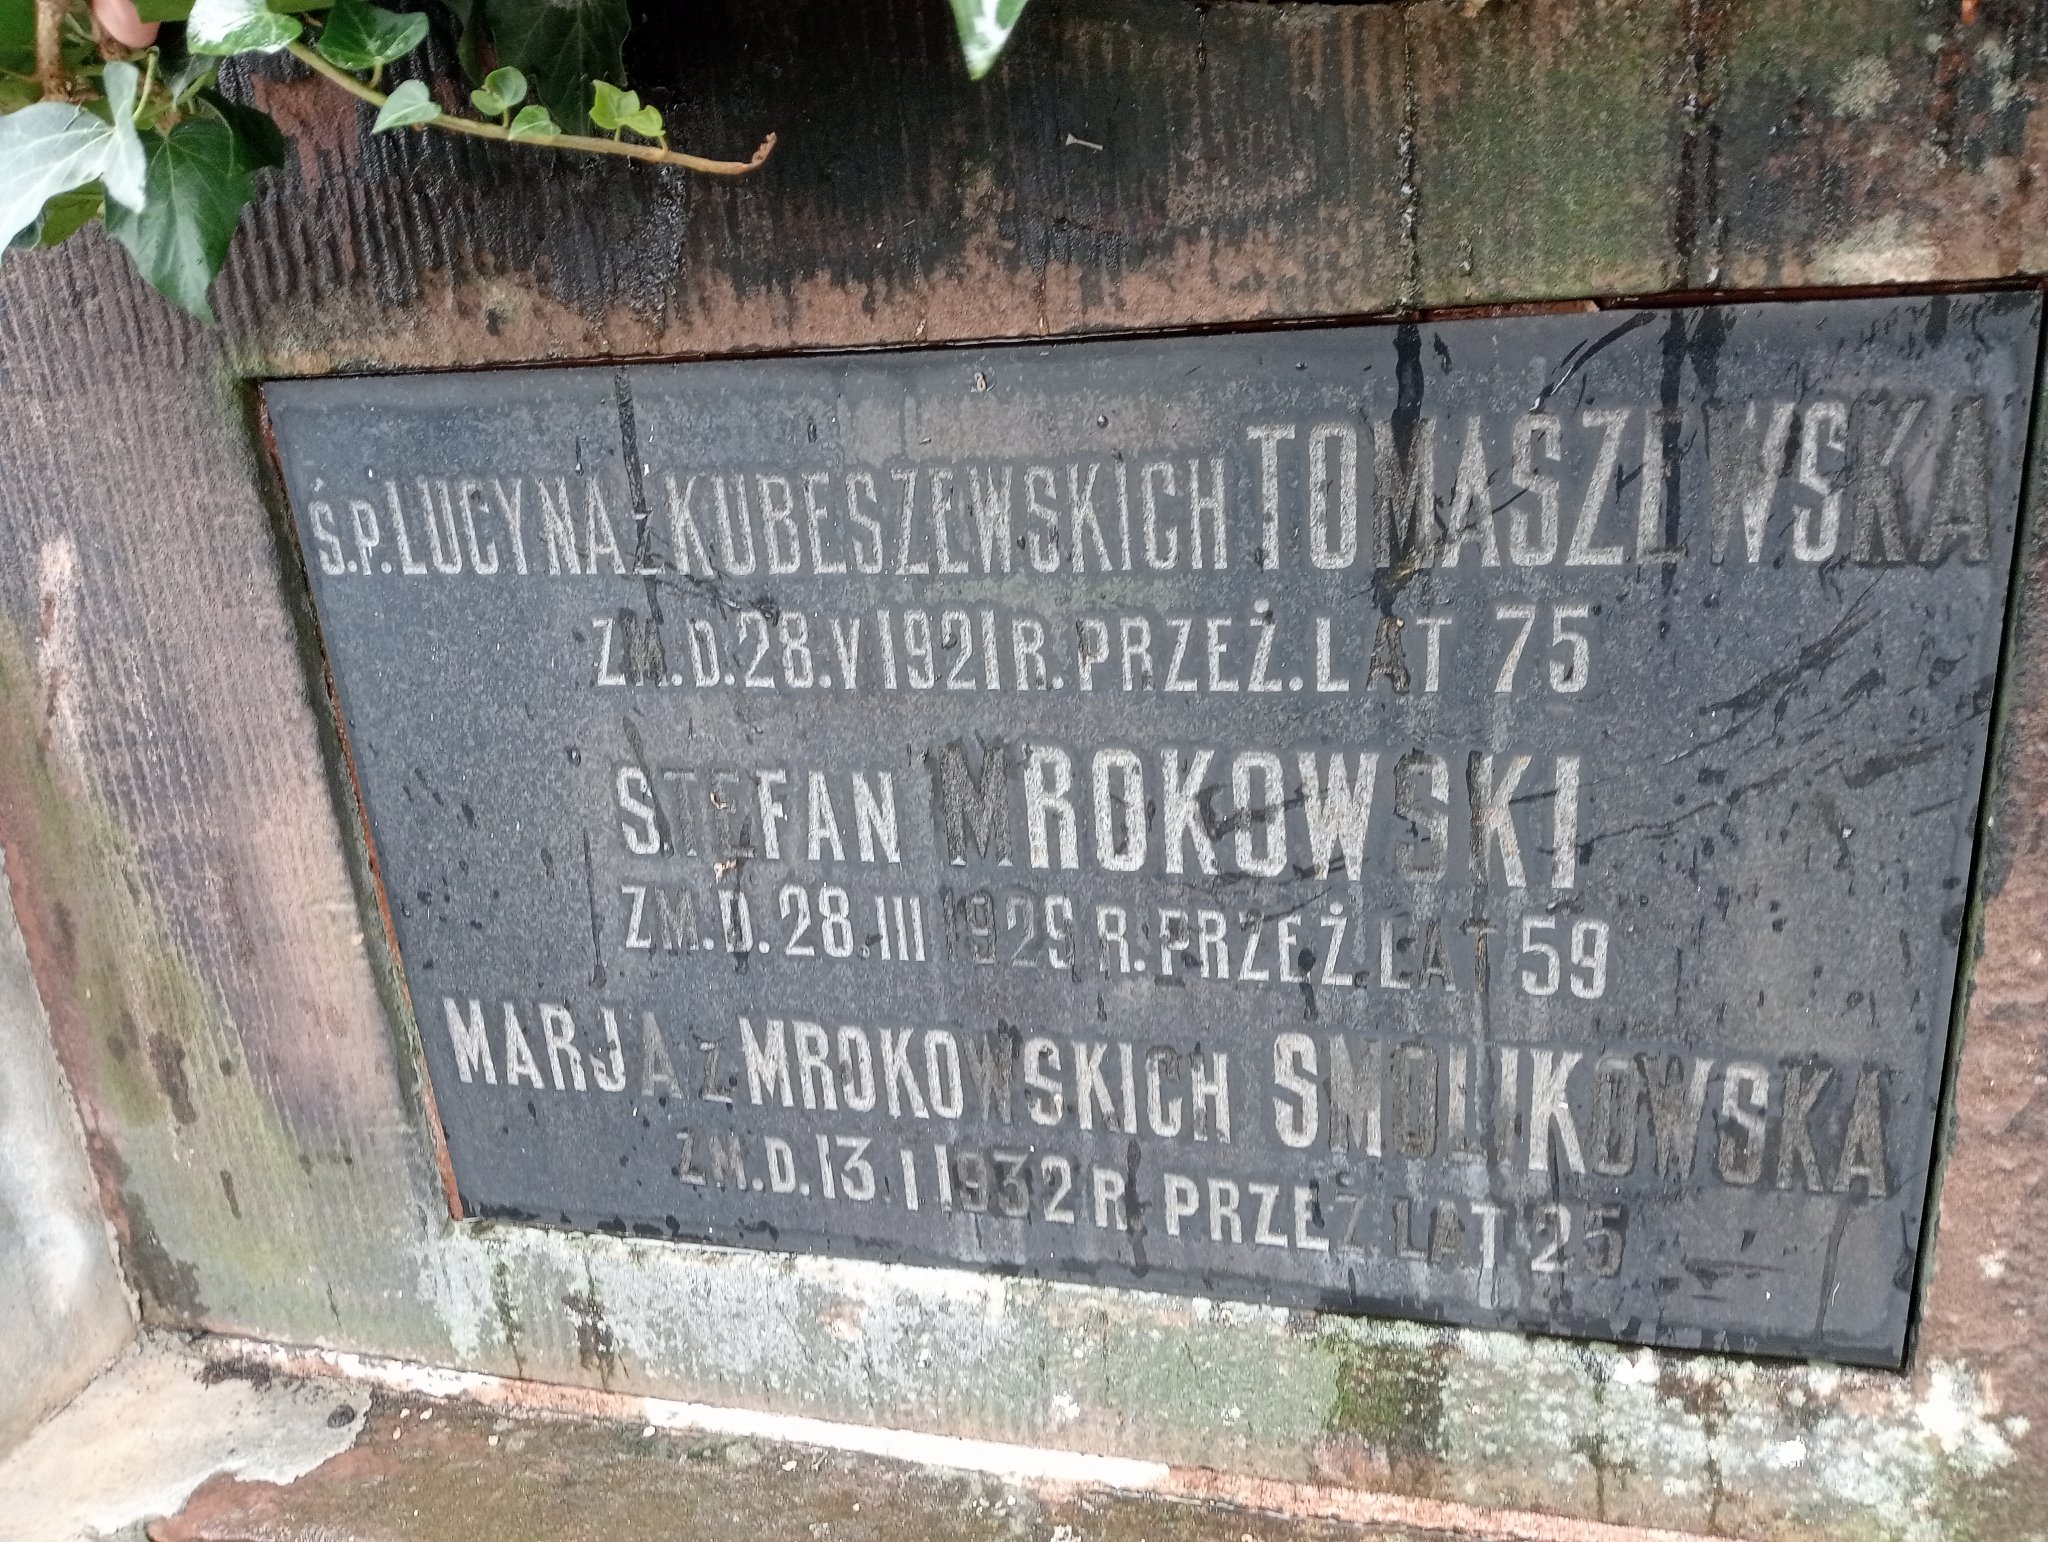 Ś.P. LUCYNA Z KUBESZEWSKICH TOMASZEWSKA
ZM. D. 28. V 1921 R. PRZEŻ. LAT 75
STEFAN MROKOWSKI
ZM. D. 28. III 1929 R. PRZEŻ. LAT 59
MARJA Z MROKOWSKICH SMOLIKOWSKA
ZM. D. 13. I 1932 R. PRZEŻ. LAT 25